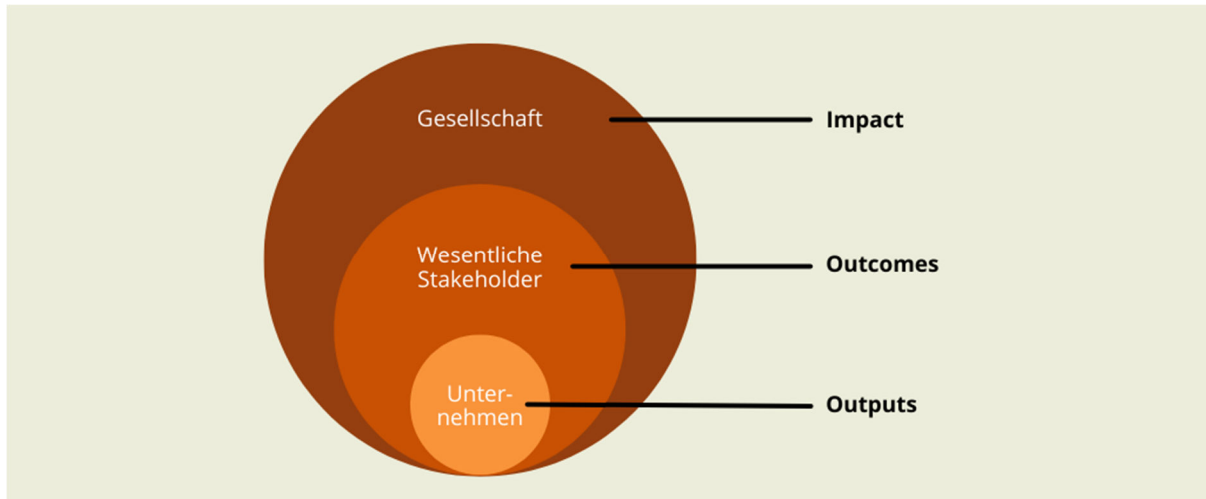 Gesellschaft
Impact
Wesentliche
Stakeholder
Outcomes
Unter-
nehmen
Outputs